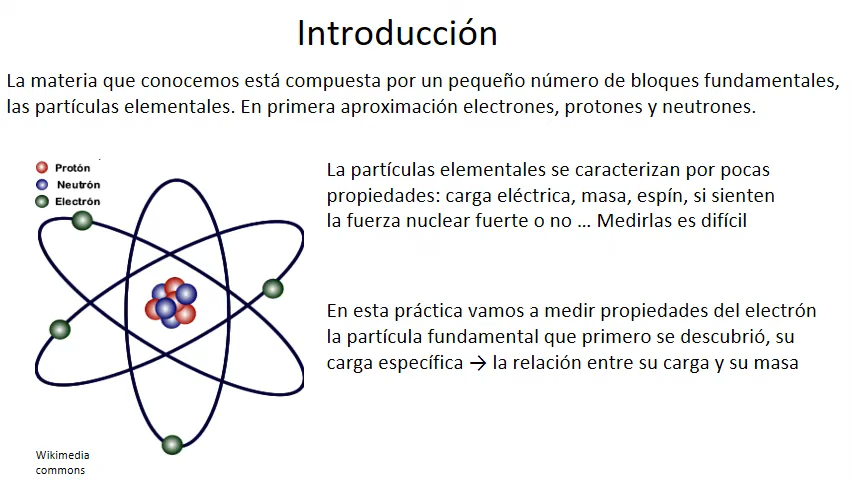 Introducción
La materia que conocemos está compuesta por un pequeño número de bloques fundamentales,
las partículas elementales. En primera aproximación electrones, protones y neutrones.
Protón
Neutrón
Electrón
La partículas elementales se caracterizan por pocas
propiedades: carga eléctrica, masa, espín, si sienten
la fuerza nuclear fuerte o no ... Medirlas es difícil
En esta práctica vamos a medir propiedades del electrón
la partícula fundamental que primero se descubrió, su
carga específica → la relación entre su carga y su masa
Wikimedia
commons